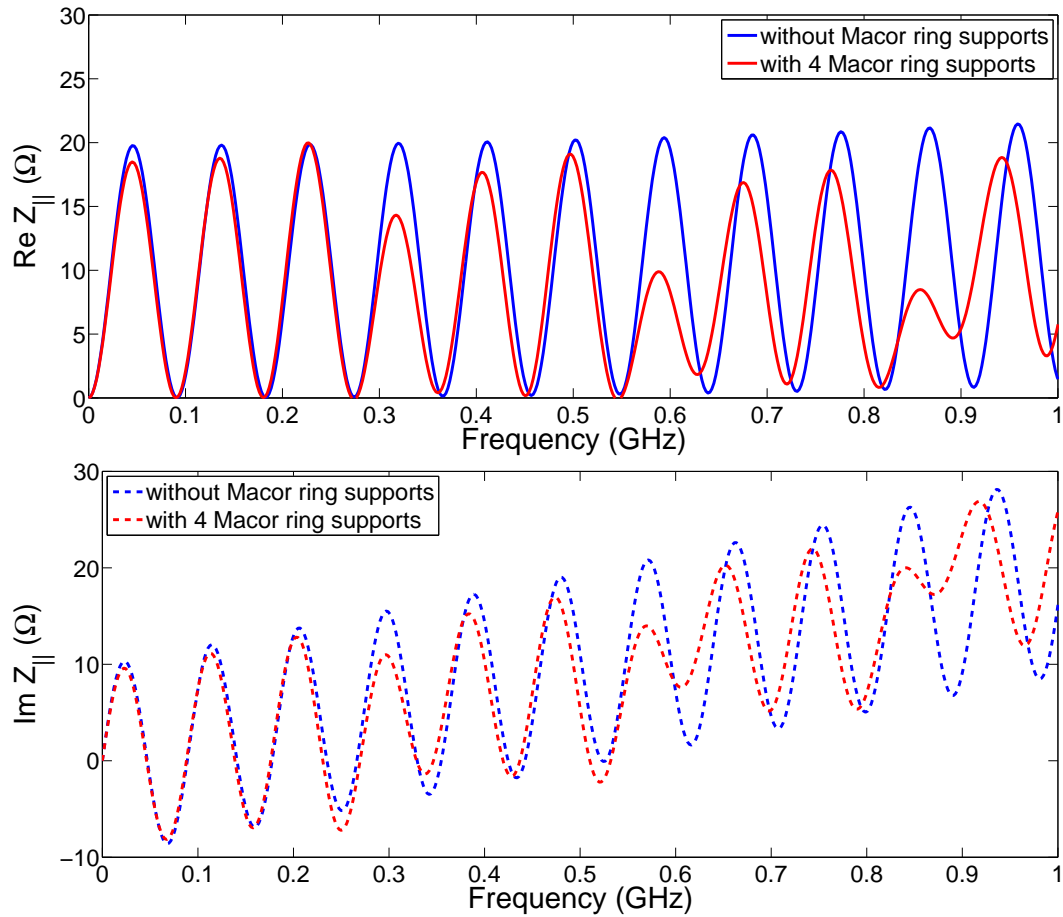 30
25
20
15
10
5
0
Re Z|| (Ω)
without Macor ring supports
with 4 Macor ring supports
0 0.1 0.2 0.3 0.4 0.5 0.6 0.7 0.8 0.9 1
Frequency (GHz)
30
20
10
0
−10
Im Z|| (Ω)
without Macor ring supports
with 4 Macor ring supports
0 0.1 0.2 0.3 0.4 0.5 0.6 0.7 0.8 0.9 1
Frequency (GHz)